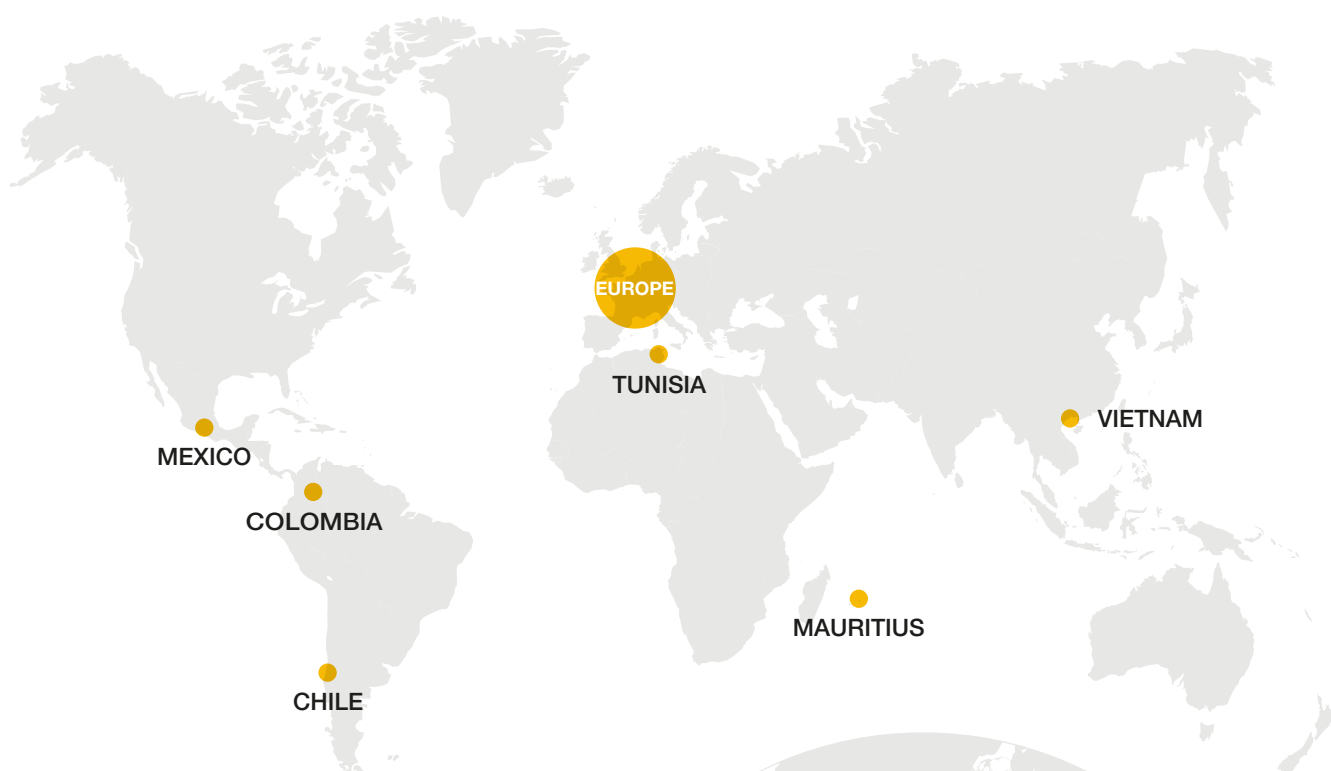 EUROPE
TUNISIA
VIETNAM
MEXICO
COLOMBIA
MAURITIUS
CHILE